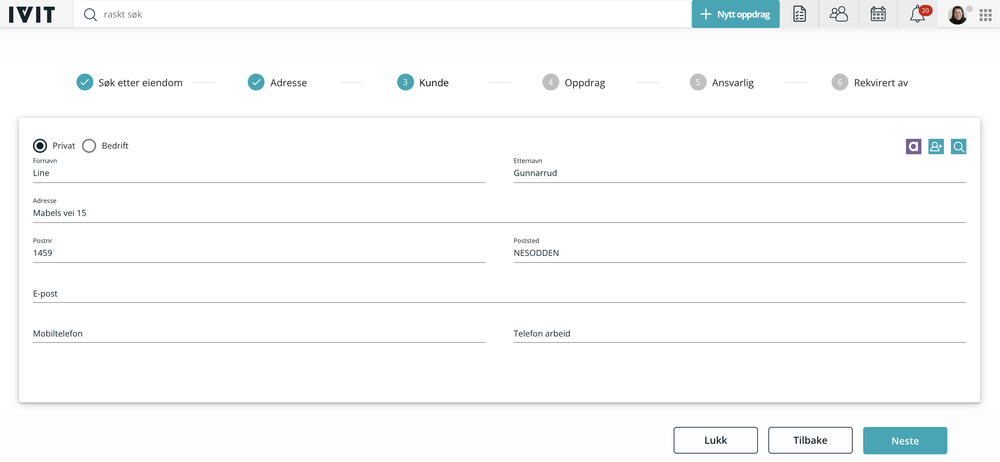 IVIT
raskt søk
Nytt oppdrag
20
Søk etter eiendom
Adresse
3 Kunde
4 Oppdrag
5 Ansvarlig
6 Rekvirert av
Privat
Bedrift
a
Fornavn
Line
Etternavn
Gunnarrud
Adresse
Mabels vei 15
Postnr
1459
Poststed
NESODDEN
E-post
Mobiltelefon
Telefon arbeid
Lukk
Tilbake
Neste